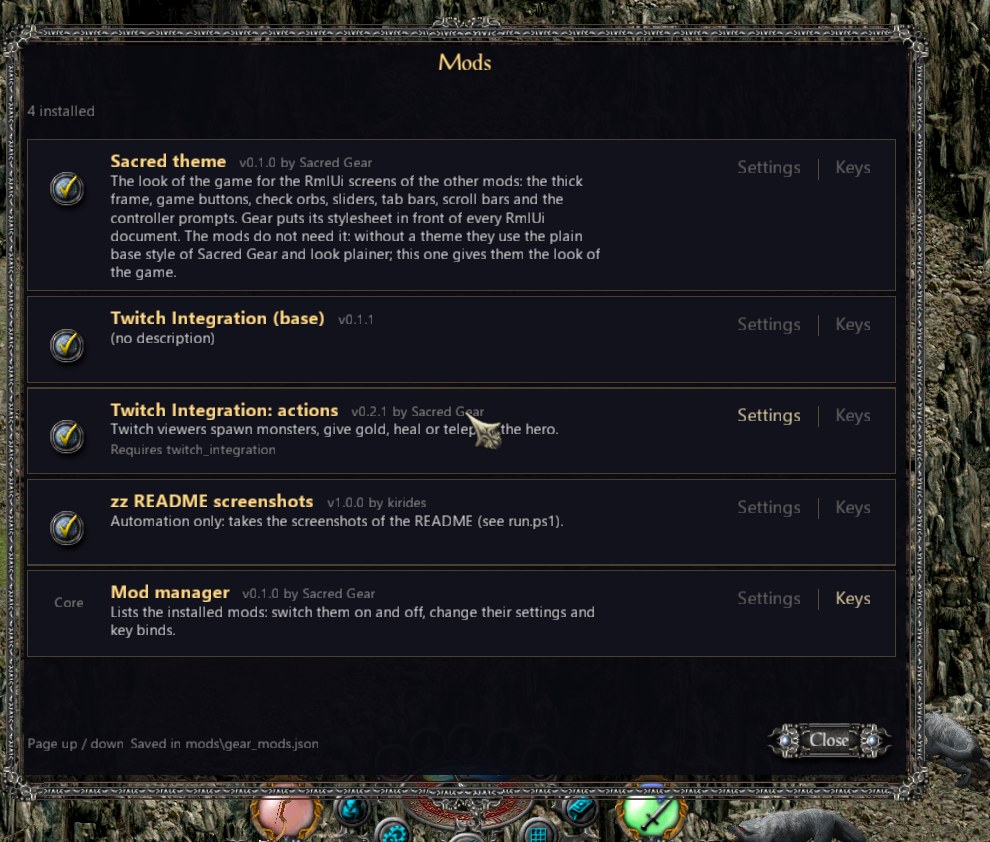 Mods
4 installed
Sacred theme v0.1.0 by Sacred Gear
Settings Keys
The look of the game for the RmlUi screens of the other mods: the thick
frame, game buttons, check orbs, sliders, tab bars, scroll bars and the
controller prompts. Gear puts its stylesheet in front of every RmlUi
document. The mods do not need it: without a theme they use the plain
base style of Sacred Gear and look plainer; this one gives them the look of
the game.
Twitch Integration (base) v0.1.1
Settings Keys
(no description)
Twitch Integration: actions v0.2.1 by Sacred Gear
Settings Keys
Twitch viewers spawn monsters, give gold, heal or the hero.
Requires twitch_integration
zz README screenshots v1.0.0 by kirides
Settings Keys
Automation only: takes the screenshots of the README (see run.ps1).
Core
Mod manager v0.1.0 by Sacred Gear
Settings Keys
Lists the installed mods: switch them on and off, change their settings and
key binds.
Page up / down Saved in mods\gear_mods.json
Close